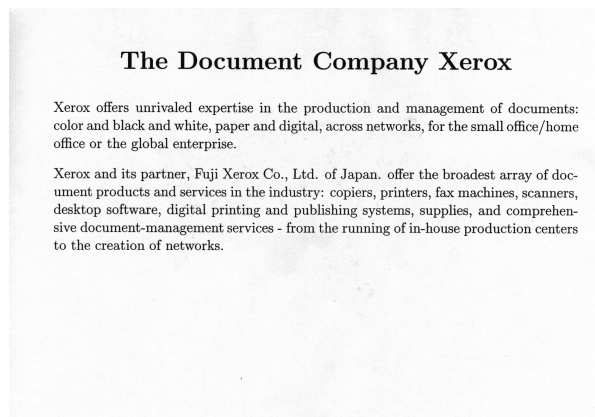 The Document Company Xerox
Xerox offers unrivaled expertise in the production and management of documents:
color and black and white, paper and digital, across networks, for the small office/home
office or the global enterprise.
Xerox and its partner, Fuji Xerox Co., Ltd. of Japan. offer the broadest array of doc-
ument products and services in the industry: copiers, printers, fax machines, scanners,
desktop software, digital printing and publishing systems, supplies, and comprehen-
sive document-management services - from the running of in-house production centers
to the creation of networks.